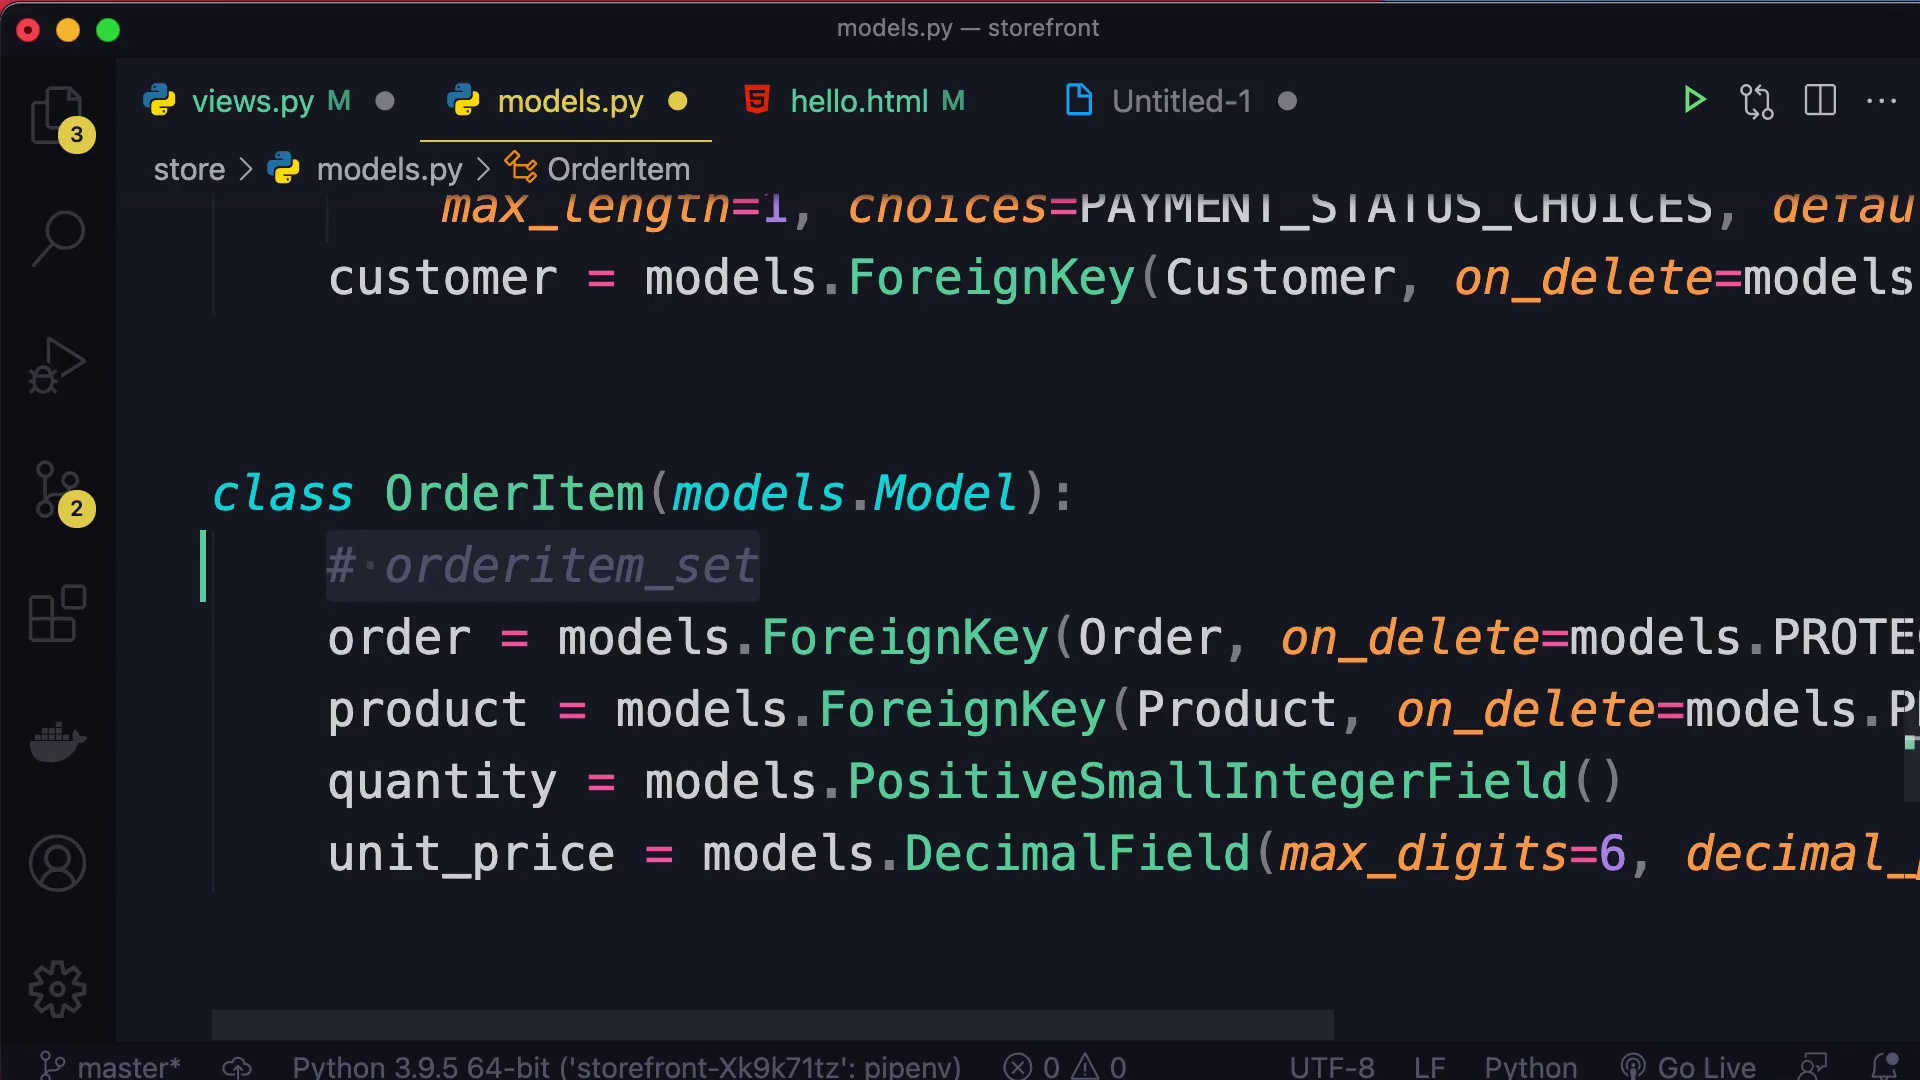 models.py — storefront
views.py M
models.py
hello.html M
Untitled-1
3
store > models.py > OrderItem
max_length=1, choices=PAYMENT_STATUS_CHOICES, defau
customer = models.ForeignKey(Customer, on_delete=models
class OrderItem(models.Model):
# orderitem_set
2
order = models.ForeignKey(Order, on_delete=models.PROTE
product = models.ForeignKey(Product, on_delete=models.P
quantity = models.PositiveSmallIntegerField()
unit_price = models.DecimalField(max_digits=6, decimal_
master* Python 3.9.5 64-bit ('storefront-Xk9k71tz': pipenv) 0 0 UTF-8 LF Python Go Live